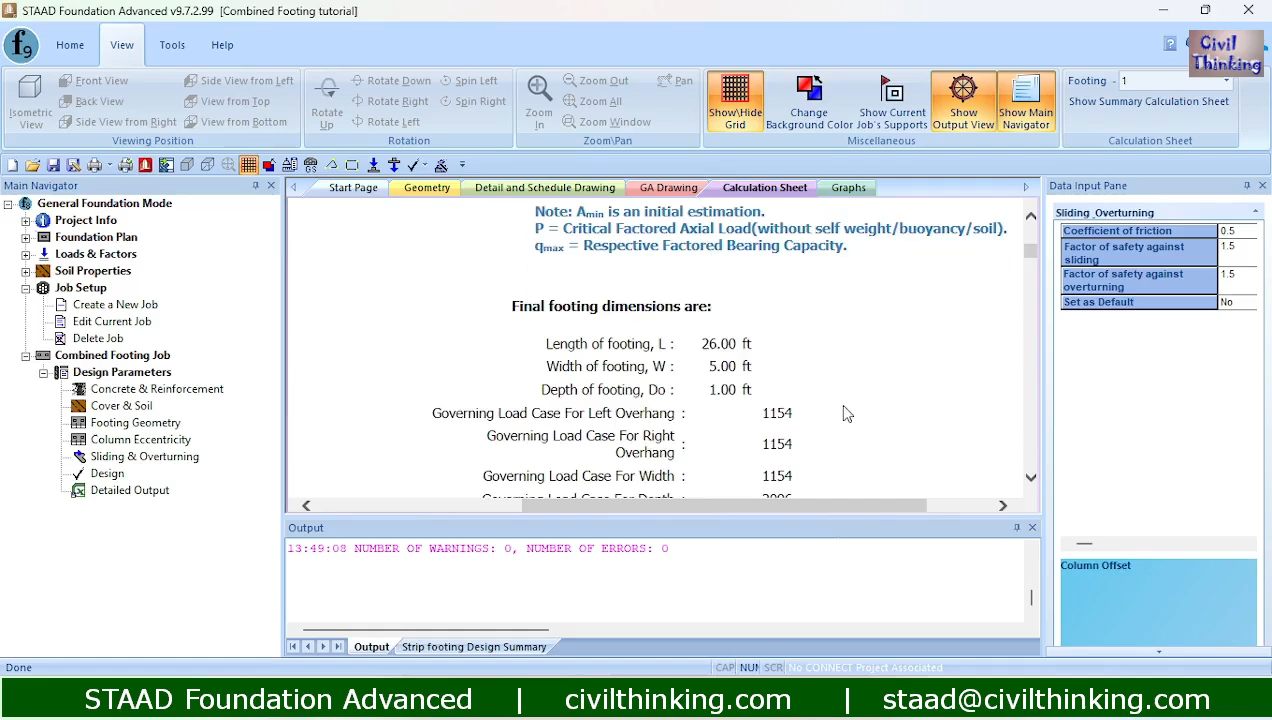 STAAD Foundation Advanced v9.7.2.99 [Combined Footing tutorial]
f9
Home View Tools Help
Civil Thinking
Isometric View
Front View
Back View
Side View from Right
Side View from Left
View from Top
View from Bottom
Viewing Position
Rotate Up
Rotate Down
Rotate Right
Rotate Left
Spin Left
Spin Right
Rotation
Zoom In
Zoom Out
Zoom All
Zoom Window
Pan
Zoom\Pan
Show\Hide Grid
Change Background Color
Show Current Job's Supports
Show Output View
Show Main Navigator
Miscellaneous
Footing - 1
Show Summary Calculation Sheet
Calculation Sheet
Main Navigator
General Foundation Mode
Project Info
Foundation Plan
Loads & Factors
Soil Properties
Job Setup
Create a New Job
Edit Current Job
Delete Job
Combined Footing Job
Design Parameters
Concrete & Reinforcement
Cover & Soil
Footing Geometry
Column Eccentricity
Sliding & Overturning
Design
Detailed Output
Start Page Geometry Detail and Schedule Drawing GA Drawing Calculation Sheet Graphs
Note: Amin is an initial estimation.
P = Critical Factored Axial Load(without self weight/buoyancy/soil).
qmax = Respective Factored Bearing Capacity.
Final footing dimensions are:
Length of footing, L : 26.00 ft
Width of footing, W : 5.00 ft
Depth of footing, Do : 1.00 ft
Governing Load Case For Left Overhang : 1154
Governing Load Case For Right Overhang : 1154
Governing Load Case For Width : 1154
Governing Load Case For Depth :
Output
13:49:08 NUMBER OF WARNINGS: 0, NUMBER OF ERRORS: 0
Output Strip footing Design Summary
Data Input Pane
Sliding_Overturning
Coefficient of friction 0.5
Factor of safety against sliding 1.5
Factor of safety against overturning 1.5
Set as Default No
Column Offset
Done
CAP NUM SCR No CONNECT Project Associated
STAAD Foundation Advanced | civilthinking.com | staad@civilthinking.com